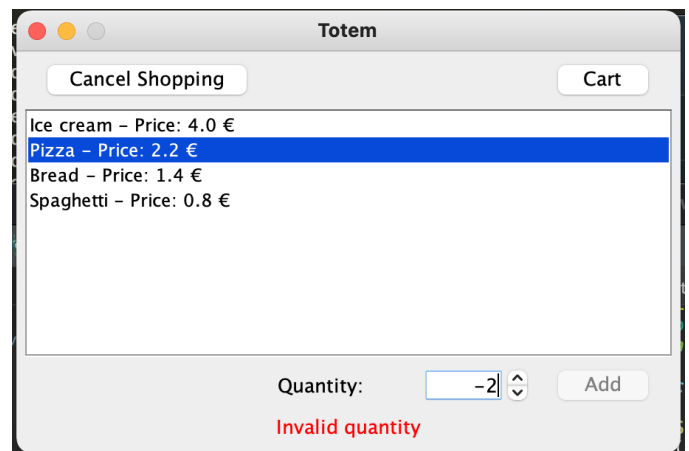 Totem
Cancel Shopping
Cart
Ice cream – Price: 4.0 €
Pizza – Price: 2.2 €
Bread – Price: 1.4 €
Spaghetti – Price: 0.8 €
Quantity: -2 Add
Invalid quantity